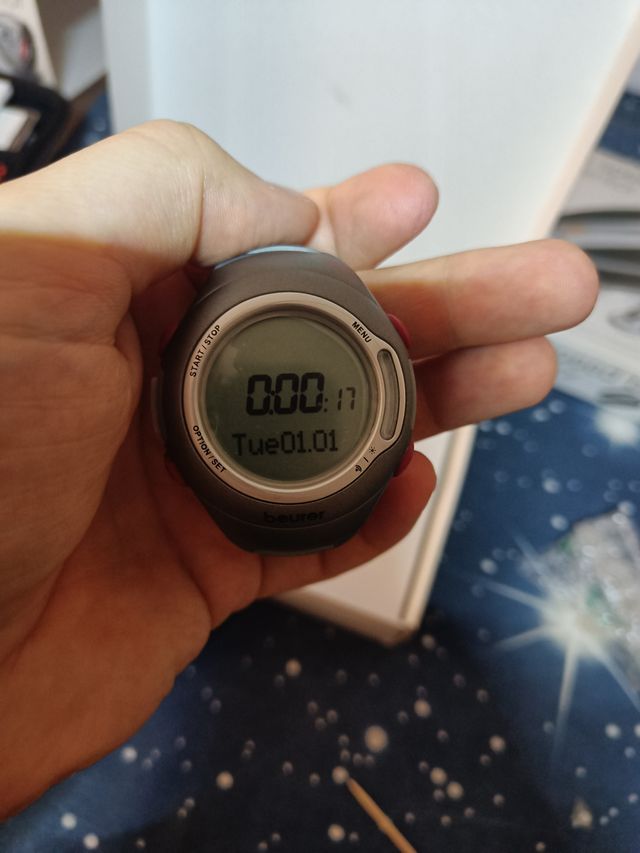 START / STOP
MENU
0:00:17
Tue01.01
OPTION / SET
beurer